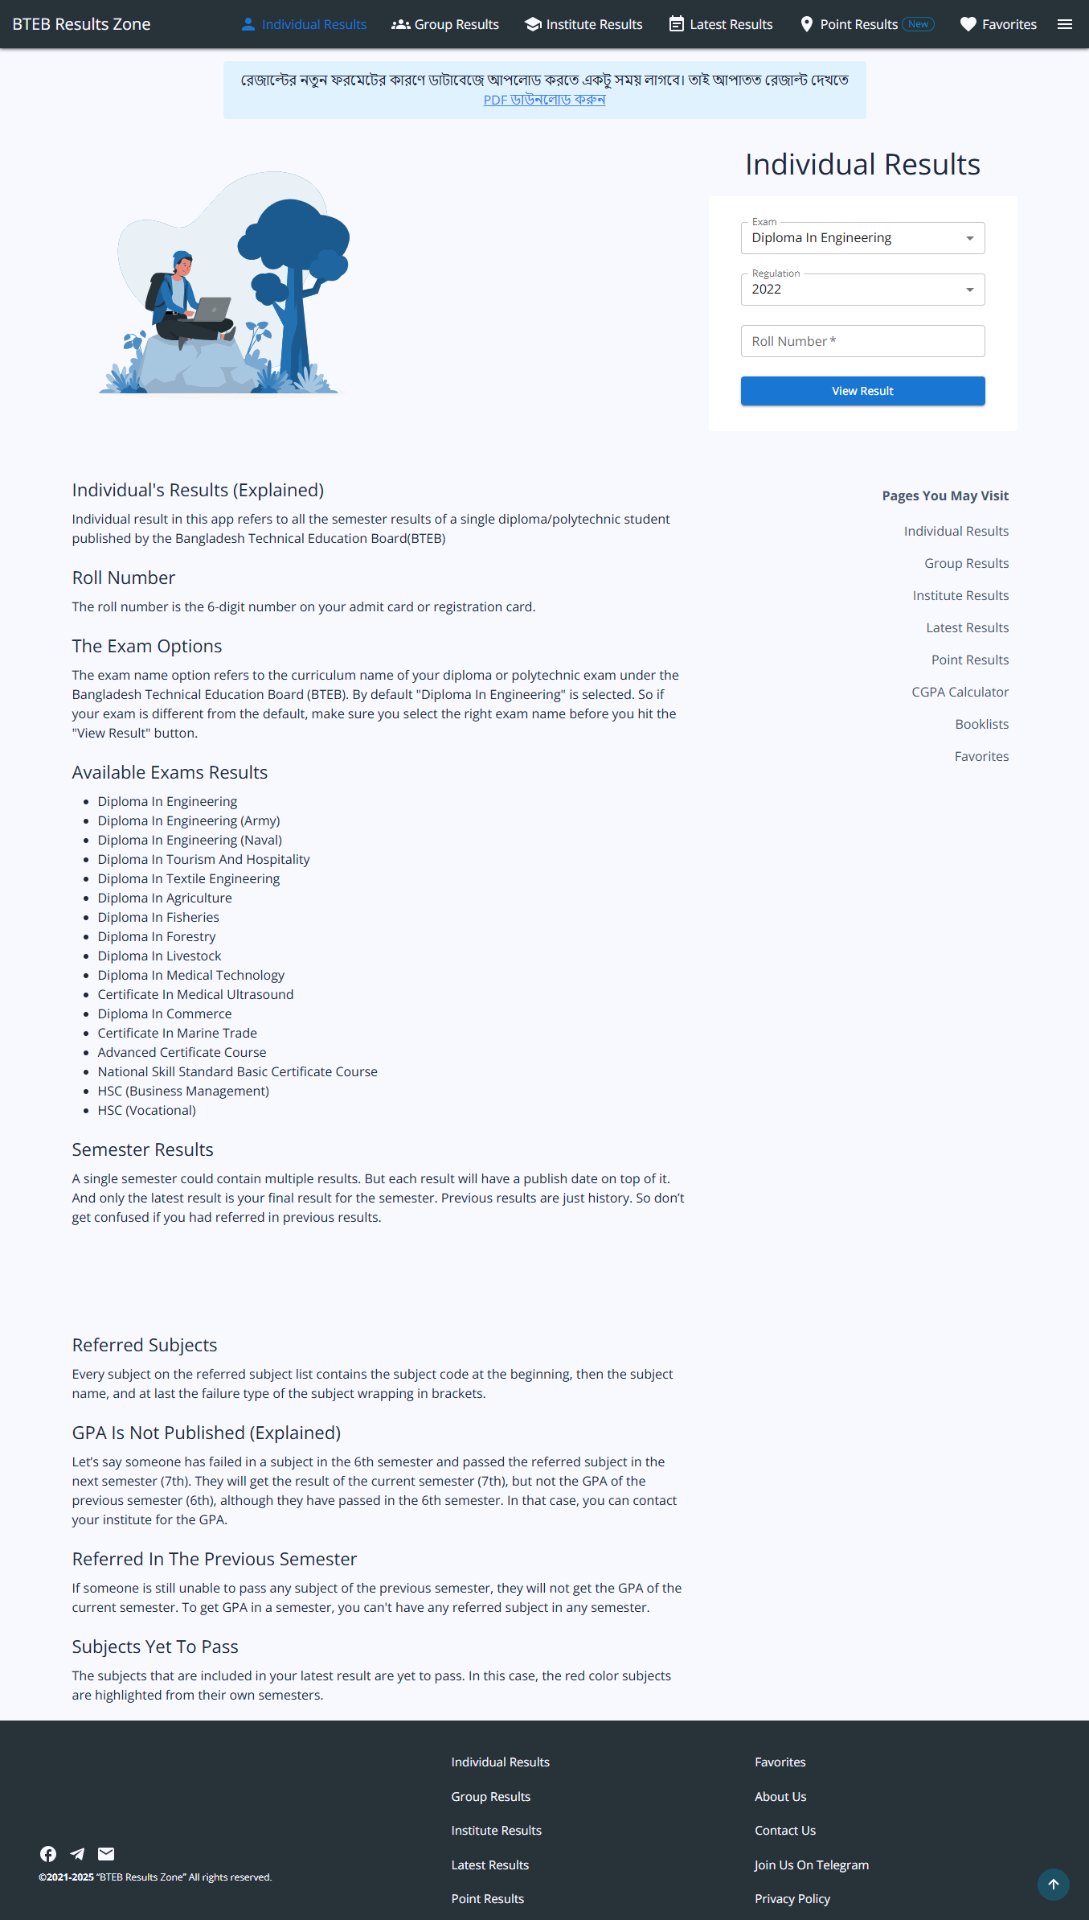 BTEB Results Zone
Individual Results
Group Results
Institute Results
Latest Results
Point Results New
Favorites
রেজাল্টের নতুন ফরমেটের কারণে ডাটাবেজে আপলোড করতে একটু সময় লাগবে। তাই আপাতত রেজাল্ট দেখতে
PDF ডাউনলোড করুন
Individual Results
Exam
Diploma In Engineering
Regulation
2022
Roll Number *
View Result
Individual's Results (Explained)
Individual result in this app refers to all the semester results of a single diploma/polytechnic student
published by the Bangladesh Technical Education Board(BTEB)
Roll Number
The roll number is the 6-digit number on your admit card or registration card.
The Exam Options
The exam name option refers to the curriculum name of your diploma or polytechnic exam under the
Bangladesh Technical Education Board (BTEB). By default "Diploma In Engineering" is selected. So if
your exam is different from the default, make sure you select the right exam name before you hit the
"View Result" button.
Available Exams Results
• Diploma In Engineering
• Diploma In Engineering (Army)
• Diploma In Engineering (Naval)
• Diploma In Tourism And Hospitality
• Diploma In Textile Engineering
• Diploma In Agriculture
• Diploma In Fisheries
• Diploma In Forestry
• Diploma In Livestock
• Diploma In Medical Technology
• Certificate In Medical Ultrasound
• Diploma In Commerce
• Certificate In Marine Trade
• Advanced Certificate Course
• National Skill Standard Basic Certificate Course
• HSC (Business Management)
• HSC (Vocational)
Semester Results
A single semester could contain multiple results. But each result will have a publish date on top of it.
And only the latest result is your final result for the semester. Previous results are just history. So don’t
get confused if you had referred in previous results.
Referred Subjects
Every subject on the referred subject list contains the subject code at the beginning, then the subject
name, and at last the failure type of the subject wrapping in brackets.
GPA Is Not Published (Explained)
Let’s say someone has failed in a subject in the 6th semester and passed the referred subject in the
next semester (7th). They will get the result of the current semester (7th), but not the GPA of the
previous semester (6th), although they have passed in the 6th semester. In that case, you can contact
your institute for the GPA.
Referred In The Previous Semester
If someone is still unable to pass any subject of the previous semester, they will not get the GPA of the
current semester. To get GPA in a semester, you can't have any referred subject in any semester.
Subjects Yet To Pass
The subjects that are included in your latest result are yet to pass. In this case, the red color subjects
are highlighted from their own semesters.
Pages You May Visit
Individual Results
Group Results
Institute Results
Latest Results
Point Results
CGPA Calculator
Booklists
Favorites
©2021-2025 “BTEB Results Zone” All rights reserved.
Individual Results
Group Results
Institute Results
Latest Results
Point Results
Favorites
About Us
Contact Us
Join Us On Telegram
Privacy Policy